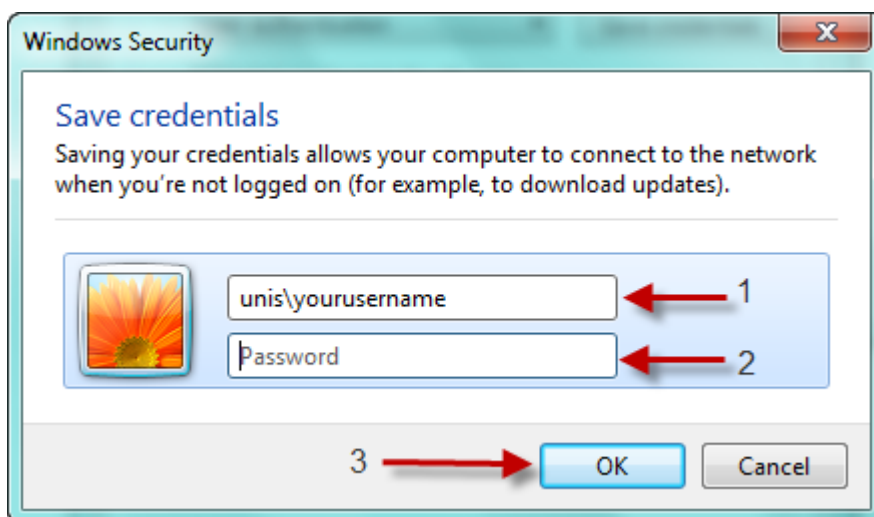 Windows Security
Save credentials
Saving your credentials allows your computer to connect to the network
when you're not logged on (for example, to download updates).
unis\yourusername
1
Password
2
3
OK
Cancel